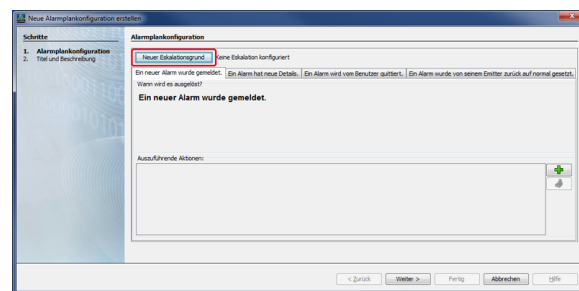 Neue Alarmplankonfiguration erstellen
Schritte
1. Alarmplankonfiguration
2. Titel und Beschreibung
Alarmplankonfiguration
Neuer Eskalationsgrund Keine Eskalation konfiguriert
Ein neuer Alarm wurde gemeldet. Ein Alarm hat neue Details. Ein Alarm wird vom Benutzer quittiert. Ein Alarm wurde von seinem Emitter zurück auf normal gesetzt.
Wann wird es ausgelöst?
Ein neuer Alarm wurde gemeldet.
Auszuführende Aktionen:
< Zurück Weiter > Fertig Abbrechen Hilfe